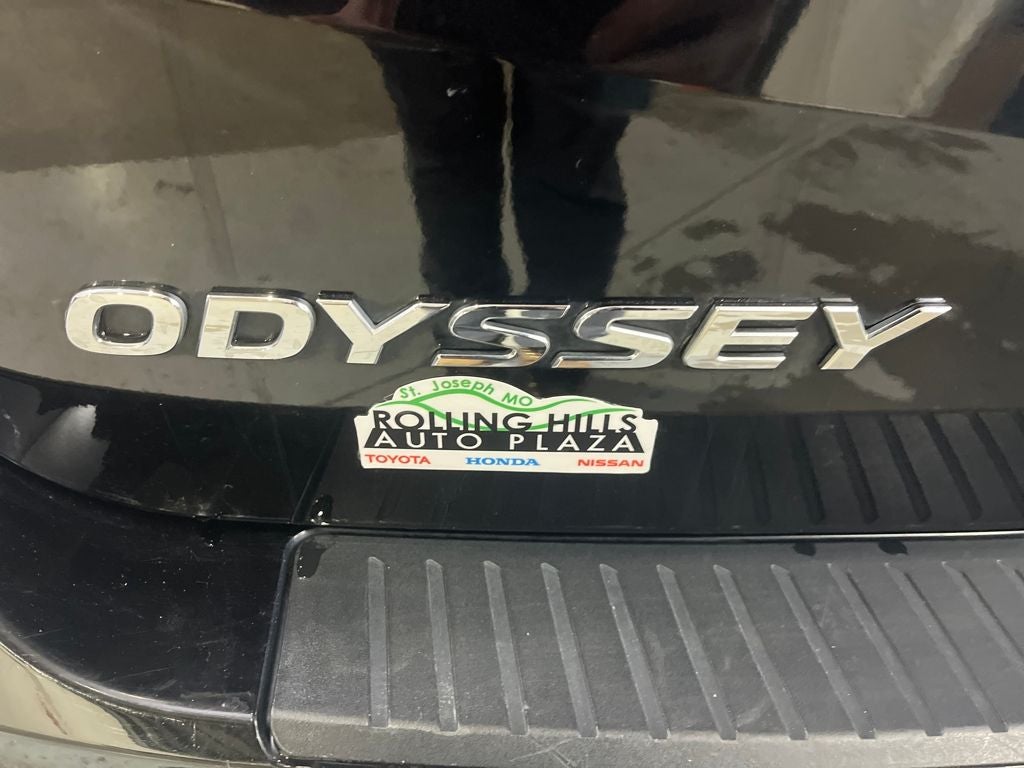 ODYSSEY
St. Joseph MO
ROLLING HILLS
AUTO PLAZA
TOYOTA HONDA NISSAN